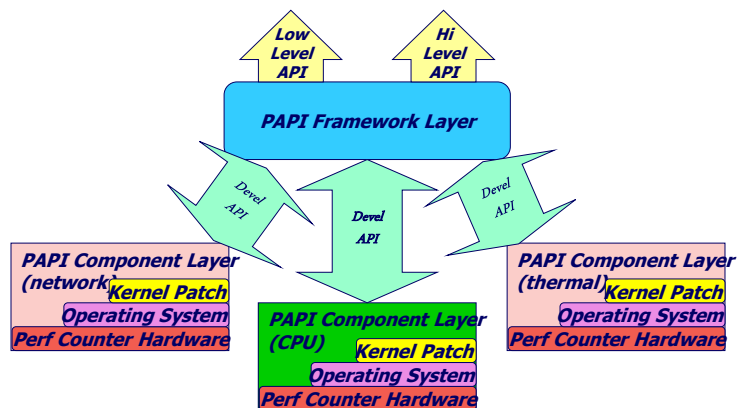 Low
Level
API
Hi
Level
API
PAPI Framework Layer
Devel
API
Devel
API
Devel
API
PAPI Component Layer
(network)
Kernel Patch
Operating System
Perf Counter Hardware
PAPI Component Layer
(CPU)
Kernel Patch
Operating System
Perf Counter Hardware
PAPI Component Layer
(thermal)
Kernel Patch
Operating System
Perf Counter Hardware